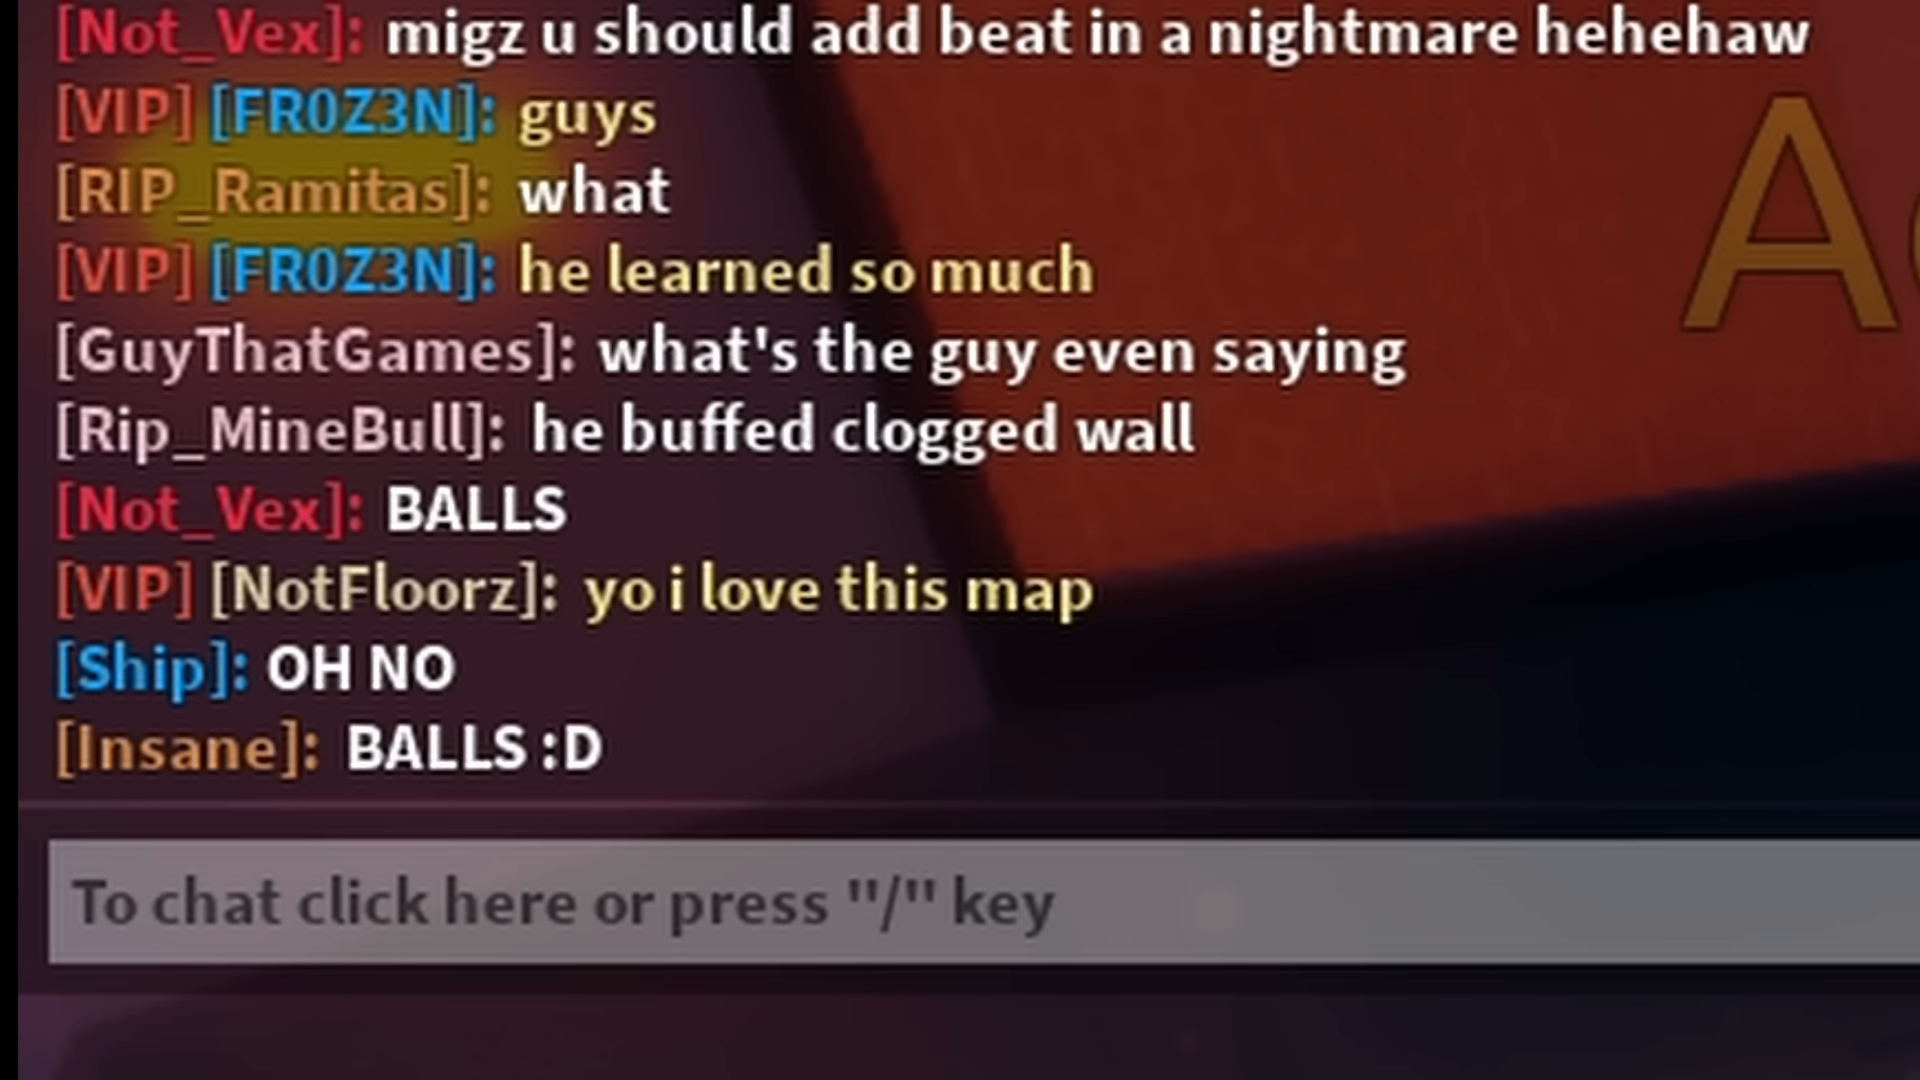 [Not_Vex]: migz u should add beat in a nightmare hehehaw
[VIP] [FR0Z3N]: guys
[RIP_Ramitas]: what
[VIP] [FR0Z3N]: he learned so much
[GuyThatGames]: what's the guy even saying
[Rip_MineBull]: he buffed clogged wall
[Not_Vex]: BALLS
[VIP] [NotFloorz]: yo i love this map
[Ship]: OH NO
[Insane]: BALLS :D
To chat click here or press "/" key